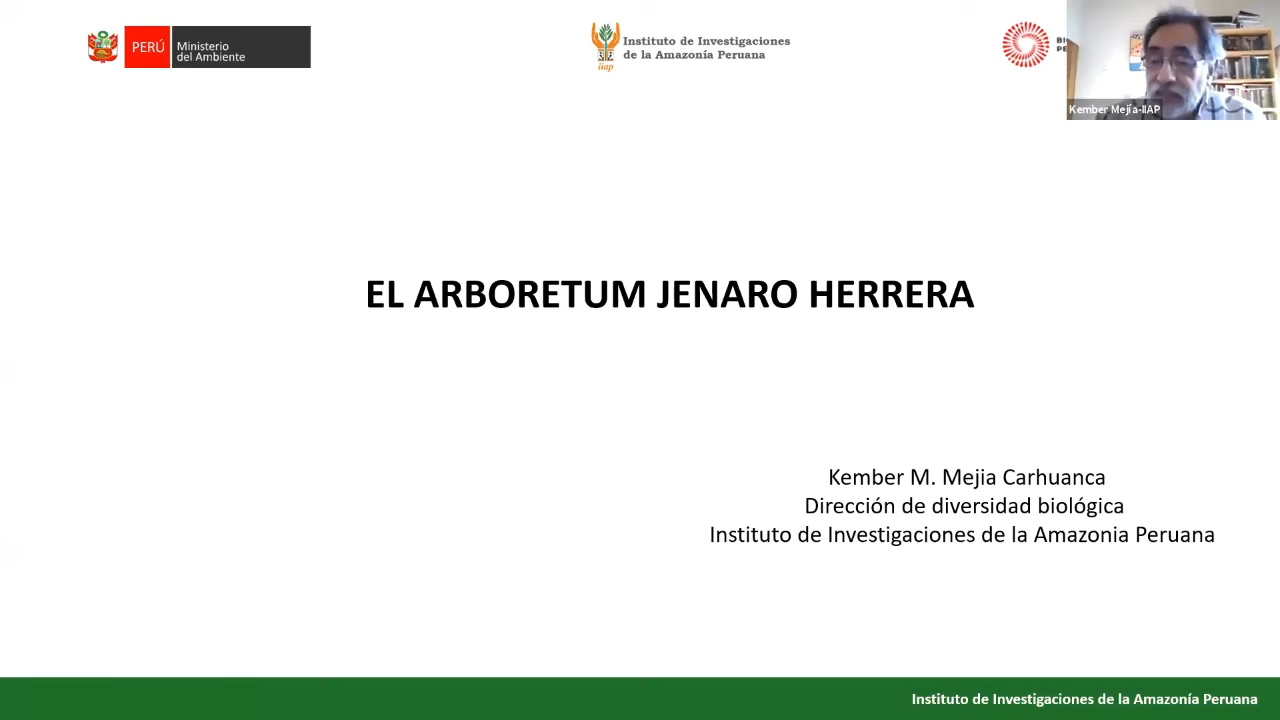 PERÚ
Ministerio
del Ambiente
iiap
Instituto de Investigaciones
de la Amazonía Peruana
Kember Mejía-IIAP
EL ARBORETUM JENARO HERRERA
Kember M. Mejia Carhuanca
Dirección de diversidad biológica
Instituto de Investigaciones de la Amazonia Peruana
Instituto de Investigaciones de la Amazonía Peruana